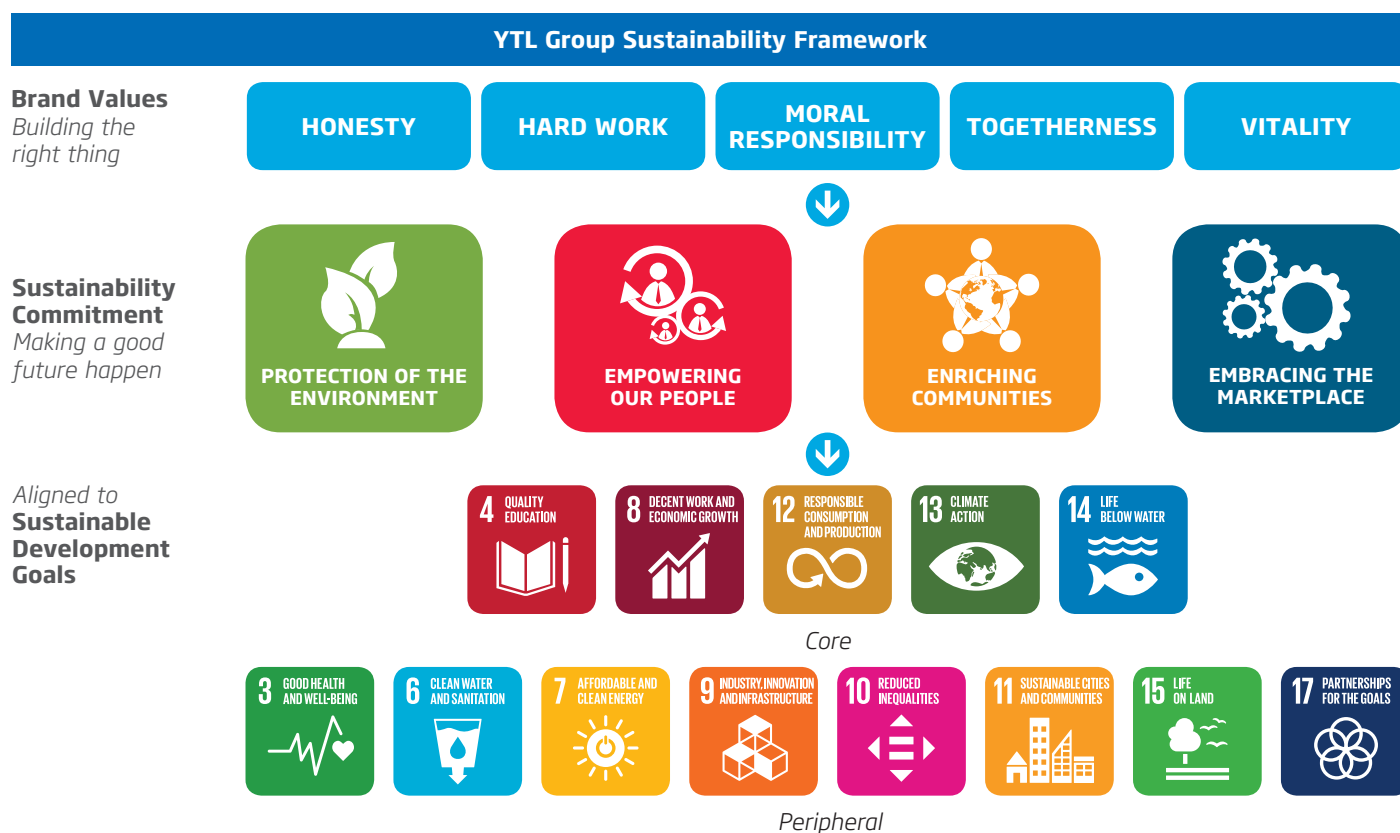 YTL Group Sustainability Framework
Brand Values
Building the
right thing
HONESTY
HARD WORK
MORAL
RESPONSIBILITY
TOGETHERNESS
VITALITY
Sustainability
Commitment
Making a good
future happen
PROTECTION OF THE
ENVIRONMENT
EMPOWERING
OUR PEOPLE
ENRICHING
COMMUNITIES
EMBRACING THE
MARKETPLACE
Aligned to
Sustainable
Development
Goals
4 QUALITY
EDUCATION
8 DECENT WORK AND
ECONOMIC GROWTH
12 RESPONSIBLE
CONSUMPTION
AND PRODUCTION
13 CLIMATE
ACTION
14 LIFE
BELOW WATER
Core
3 GOOD HEALTH
AND WELL-BEING
6 CLEAN WATER
AND SANITATION
7 AFFORDABLE AND
CLEAN ENERGY
9 INDUSTRY, INNOVATION
AND INFRASTRUCTURE
10 REDUCED
INEQUALITIES
11 SUSTAINABLE CITIES
AND COMMUNITIES
15 LIFE
ON LAND
17 PARTNERSHIPS
FOR THE GOALS
Peripheral